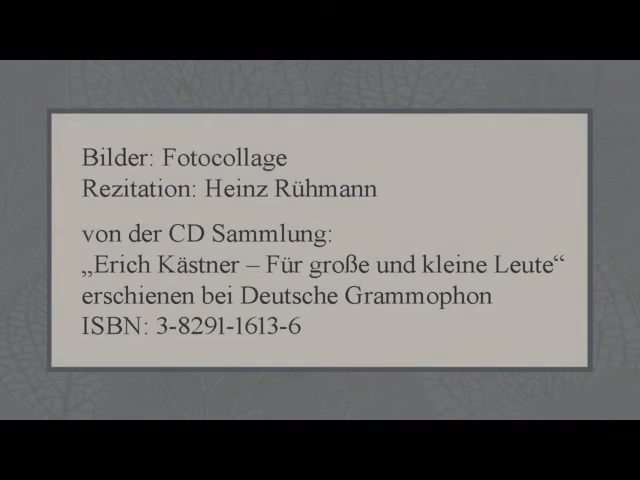 Bilder: Fotocollage
Rezitation: Heinz Rühmann
von der CD Sammlung:
„Erich Kästner – Für große und kleine Leute“
erschienen bei Deutsche Grammophon
ISBN: 3-8291-1613-6